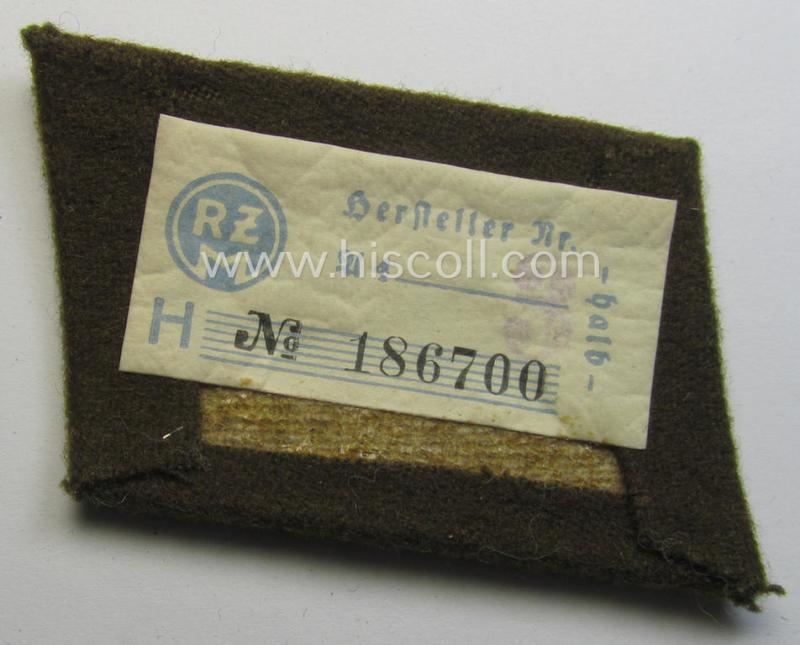 RZM
Hersteller Nr.
H
No 186700
- halb -
www.hiscoll.com